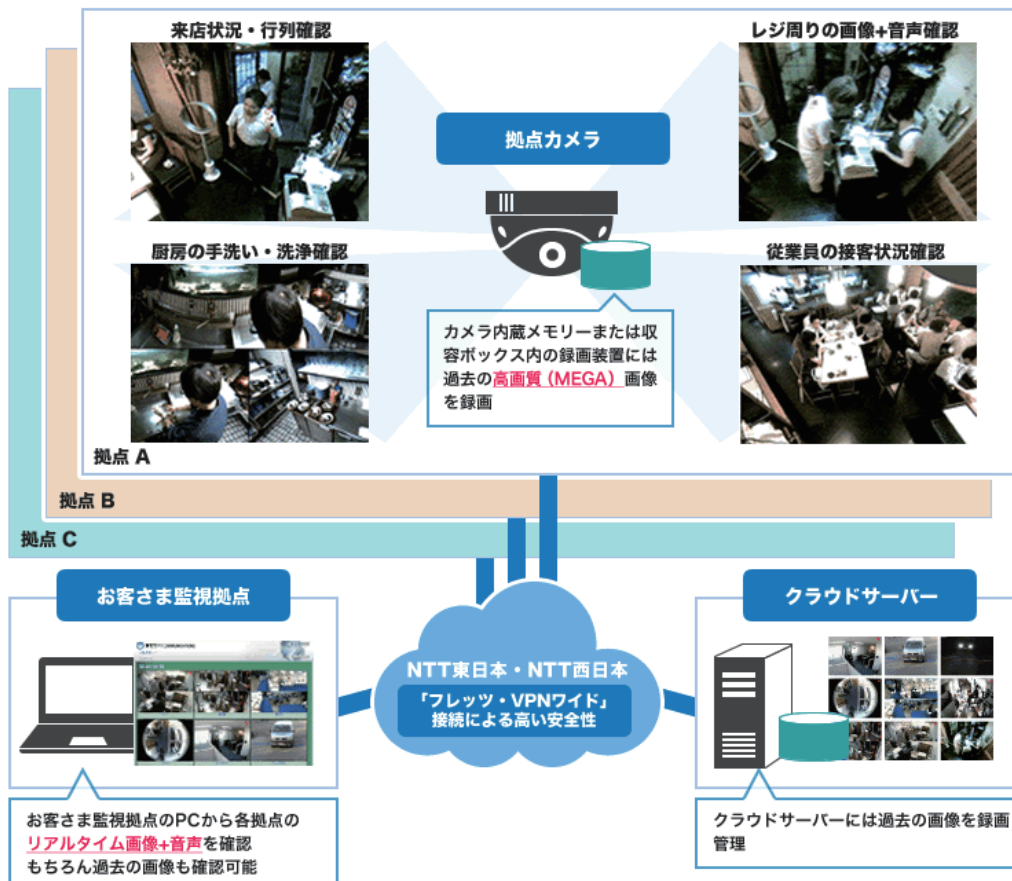 来店状況・行列確認
レジ周りの画像+音声確認
拠点カメラ
厨房の手洗い・洗浄確認
従業員の接客状況確認
カメラ内蔵メモリーまたは収
容ボックス内の録画装置には
過去の高画質（MEGA）画像
を録画
拠点 A
拠点 B
拠点 C
お客さま監視拠点
クラウドサーバー
NTT東日本・NTT西日本
「フレッツ・VPNワイド」
接続による高い安全性
お客さま監視拠点のPCから各拠点の
リアルタイム画像+音声を確認
もちろん過去の画像も確認可能
クラウドサーバーには過去の画像を録画
管理